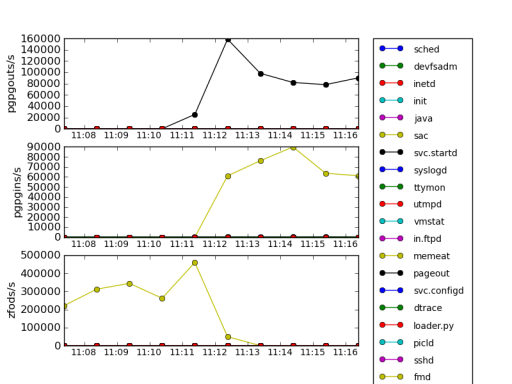 pgpgouts/s
160000
140000
120000
100000
80000
60000
40000
20000
0
11:08 11:09 11:10 11:11 11:12 11:13 11:14 11:15 11:16
pgpgins/s
90000
80000
70000
60000
50000
40000
30000
20000
10000
0
11:08 11:09 11:10 11:11 11:12 11:13 11:14 11:15 11:16
zfods/s
500000
400000
300000
200000
100000
0
11:08 11:09 11:10 11:11 11:12 11:13 11:14 11:15 11:16
sched
devfsadm
inetd
init
java
sac
svc.startd
syslogd
ttymon
utmpd
vmstat
in.ftpd
memeat
pageout
svc.configd
dtrace
loader.py
picld
sshd
fmd